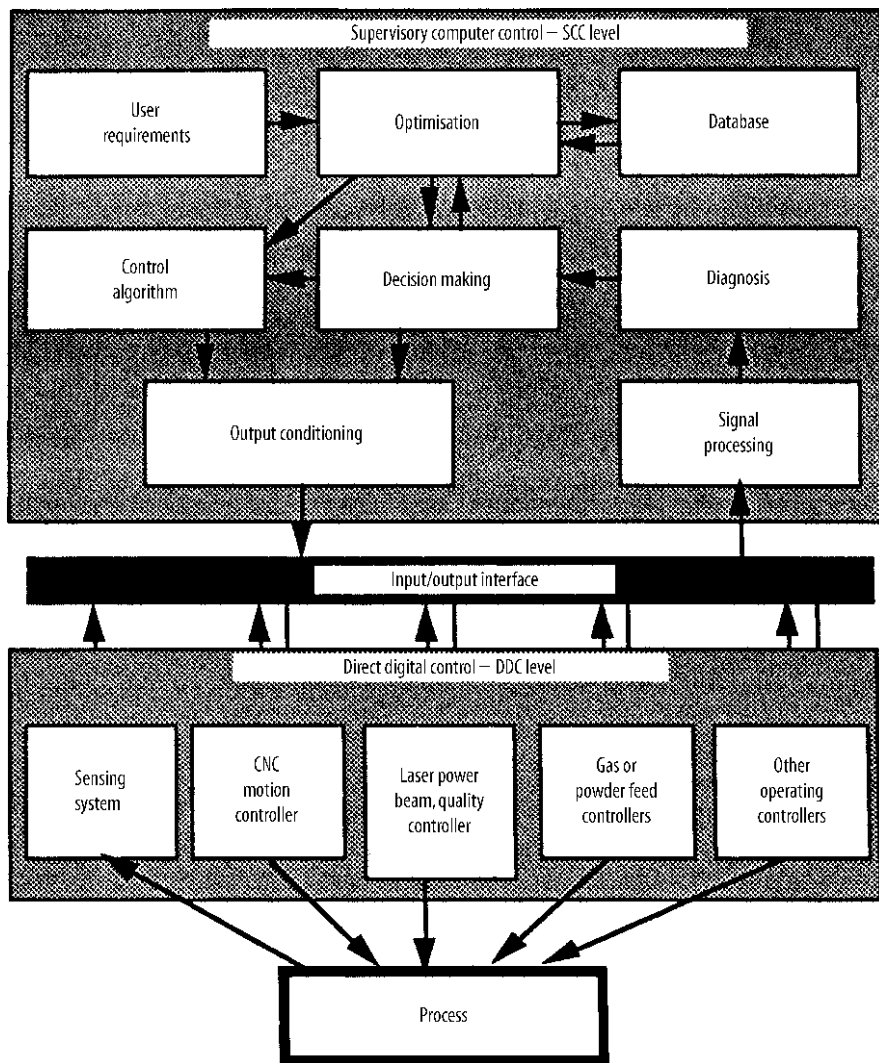 Supervisory computer control – SCC level
User
requirements
Optimisation
Database
Control
algorithm
Decision making
Diagnosis
Output conditioning
Signal
processing
Input/output interface
Direct digital control – DDC level
Sensing
system
CNC
motion
controller
Laser power
beam, quality
controller
Gas or
powder feed
controllers
Other
operating
controllers
Process